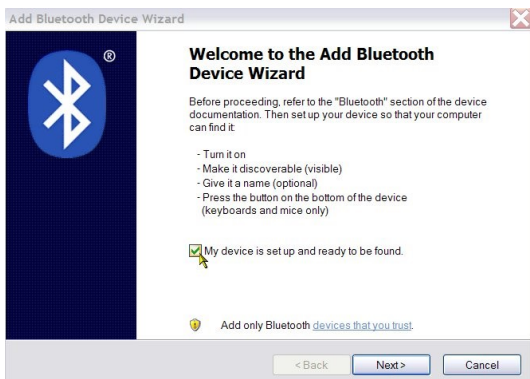 Add Bluetooth Device Wizard
®
Welcome to the Add Bluetooth
Device Wizard
Before proceeding, refer to the "Bluetooth" section of the device
documentation. Then set up your device so that your computer
can find it:
- Turn it on
- Make it discoverable (visible)
- Give it a name (optional)
- Press the button on the bottom of the device
(keyboards and mice only)
My device is set up and ready to be found.
Add only Bluetooth devices that you trust.
< Back Next > Cancel